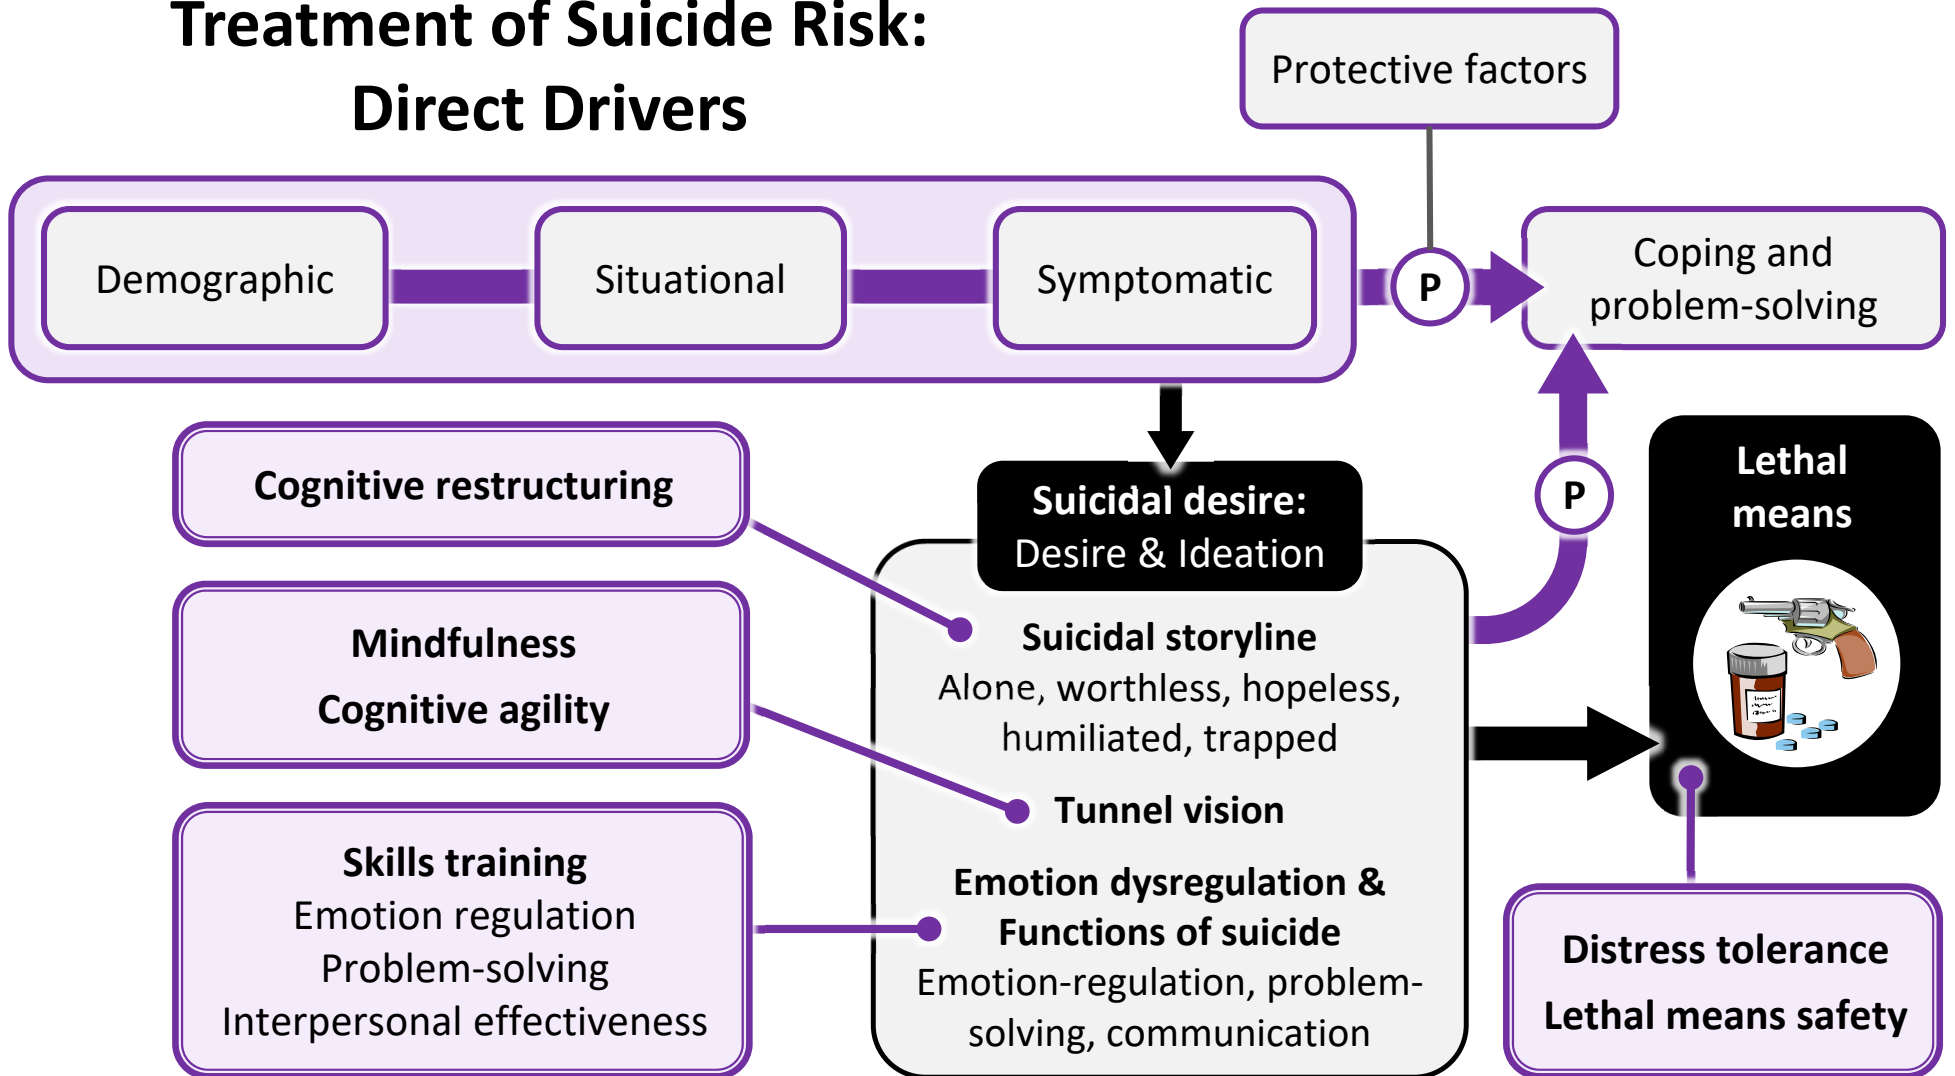 Treatment of Suicide Risk:
Direct Drivers
Protective factors
Demographic
Situational
Symptomatic
P
Coping and
problem-solving
Cognitive restructuring
Mindfulness
Cognitive agility
Skills training
Emotion regulation
Problem-solving
Interpersonal effectiveness
Suicidal desire:
Desire & Ideation
Suicidal storyline
Alone, worthless, hopeless,
humiliated, trapped
Tunnel vision
Emotion dysregulation &
Functions of suicide
Emotion-regulation, problem-
solving, communication
P
Lethal
means
Distress tolerance
Lethal means safety